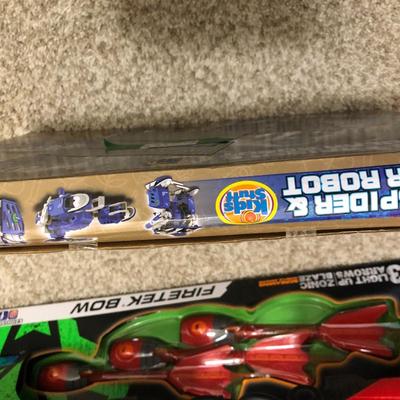 SPIDER &
R ROBOT
Kids
Stuff
FIRETEK BOW
3 LIGHT UP ZONIC
ARROWS BLAZE